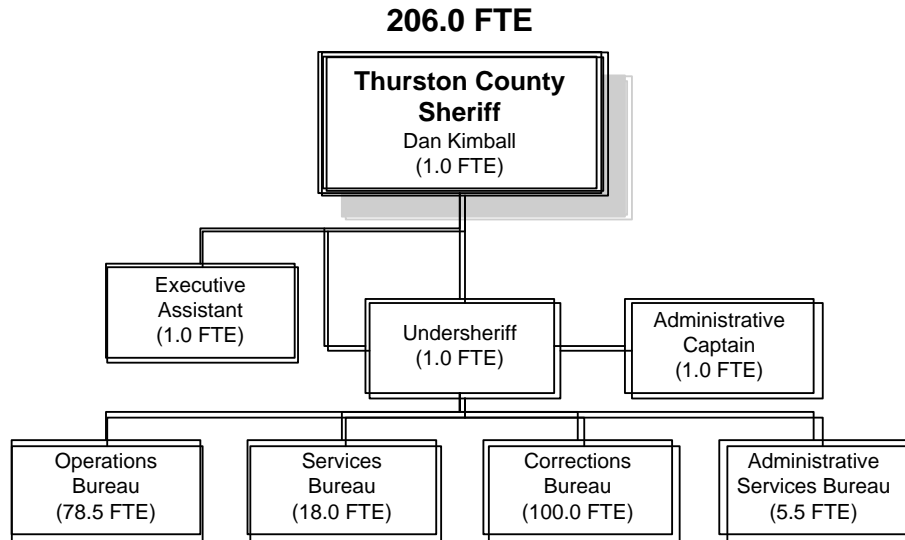 206.0 FTE
Thurston County
Sheriff
Dan Kimball
(1.0 FTE)
Executive
Assistant
(1.0 FTE)
Undersheriff
(1.0 FTE)
Administrative
Captain
(1.0 FTE)
Operations
Bureau
(78.5 FTE)
Services
Bureau
(18.0 FTE)
Corrections
Bureau
(100.0 FTE)
Administrative
Services Bureau
(5.5 FTE)